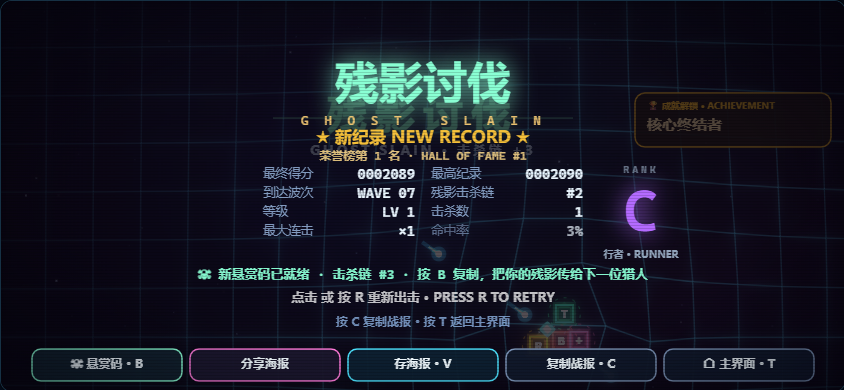 残影讨伐
GHOST SLAIN
★ 新纪录 NEW RECORD ★
荣誉榜第 1 名 · HALL OF FAME #1
成就解锁 • ACHIEVEMENT
核心终结者
最终得分 0002089 最高纪录 0002090
到达波次 WAVE 07 残影击杀链 #2
等级 LV 1 击杀数 1
最大连击 ×1 命中率 3%
RANK
C
行者 • RUNNER
新悬赏码已就绪 · 击杀链 #3 · 按 B 复制, 把你的残影传给下一位猎人
点击 或 按 R 重新出击 • PRESS R TO RETRY
按 C 复制战报 • 按 T 返回主界面
T
B +
悬赏码 • B
分享海报
存海报 • V
复制战报 • C
主界面 • T